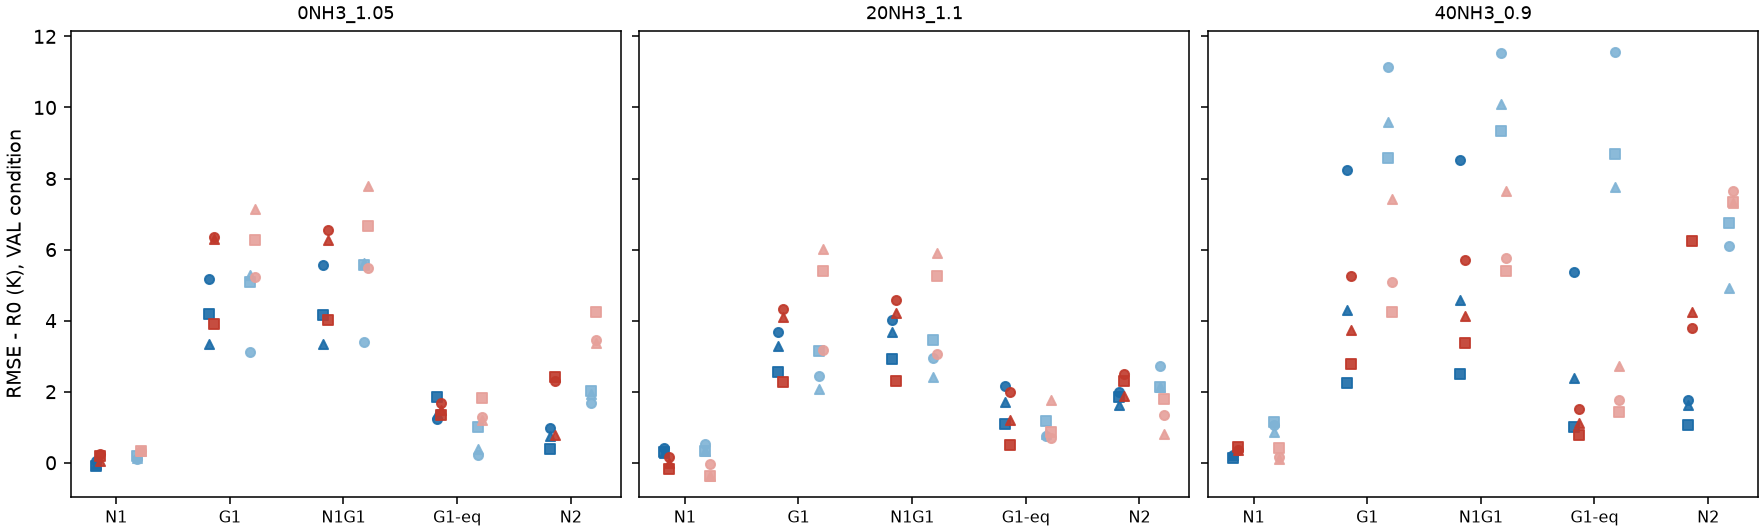 0NH3_1.05
20NH3_1.1
40NH3_0.9
RMSE - R0 (K), VAL condition
12
10
8
6
4
2
0
N1 G1 N1G1 G1-eq N2
N1 G1 N1G1 G1-eq N2
N1 G1 N1G1 G1-eq N2